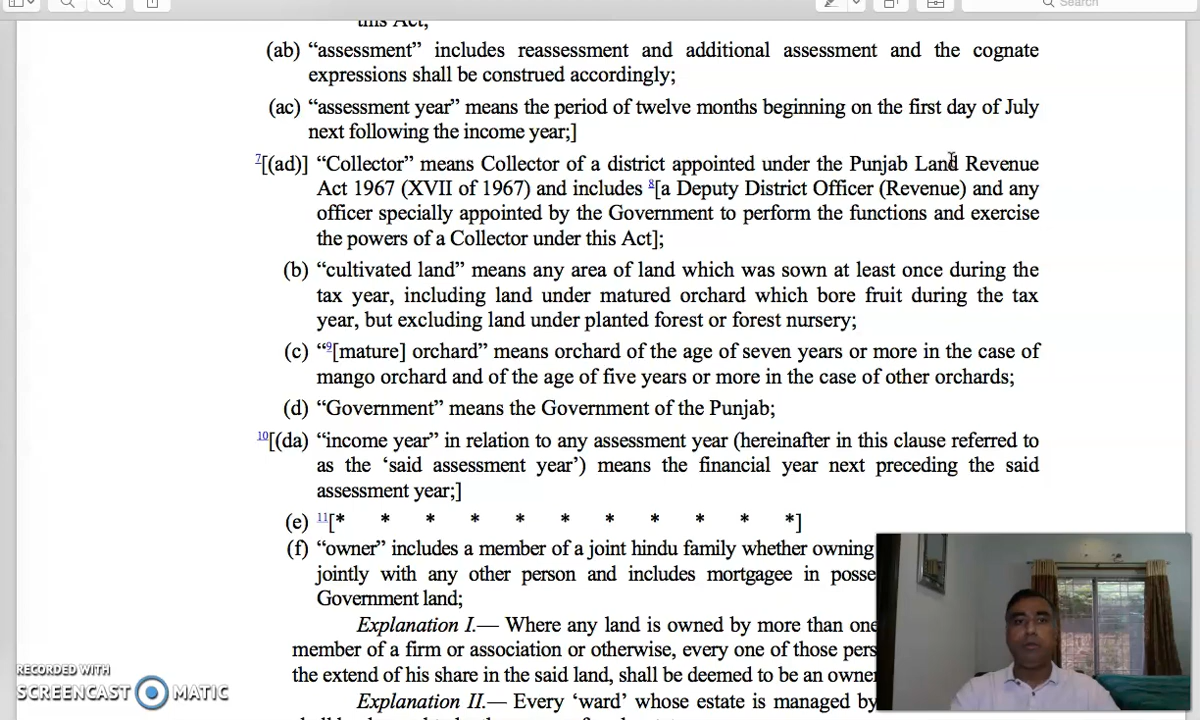 Search
this Act;
(ab) “assessment” includes reassessment and additional assessment and the cognate
expressions shall be construed accordingly;
(ac) “assessment year” means the period of twelve months beginning on the first day of July
next following the income year;]
7[(ad)] “Collector” means Collector of a district appointed under the Punjab Land Revenue
Act 1967 (XVII of 1967) and includes 8[a Deputy District Officer (Revenue) and any
officer specially appointed by the Government to perform the functions and exercise
the powers of a Collector under this Act];
(b) “cultivated land” means any area of land which was sown at least once during the
tax year, including land under matured orchard which bore fruit during the tax
year, but excluding land under planted forest or forest nursery;
(c) “9[mature] orchard” means orchard of the age of seven years or more in the case of
mango orchard and of the age of five years or more in the case of other orchards;
(d) “Government” means the Government of the Punjab;
10[(da) “income year” in relation to any assessment year (hereinafter in this clause referred to
as the ‘said assessment year’) means the financial year next preceding the said
assessment year;]
(e) 11[* * * * * * * * * * *]
(f) “owner” includes a member of a joint hindu family whether owning
jointly with any other person and includes mortgagee in posse
Government land;
Explanation I.— Where any land is owned by more than one
member of a firm or association or otherwise, every one of those pers
the extend of his share in the said land, shall be deemed to be an owne
Explanation II.— Every ‘ward’ whose estate is managed by
RECORDED WITH
SCREENCAST MATIC